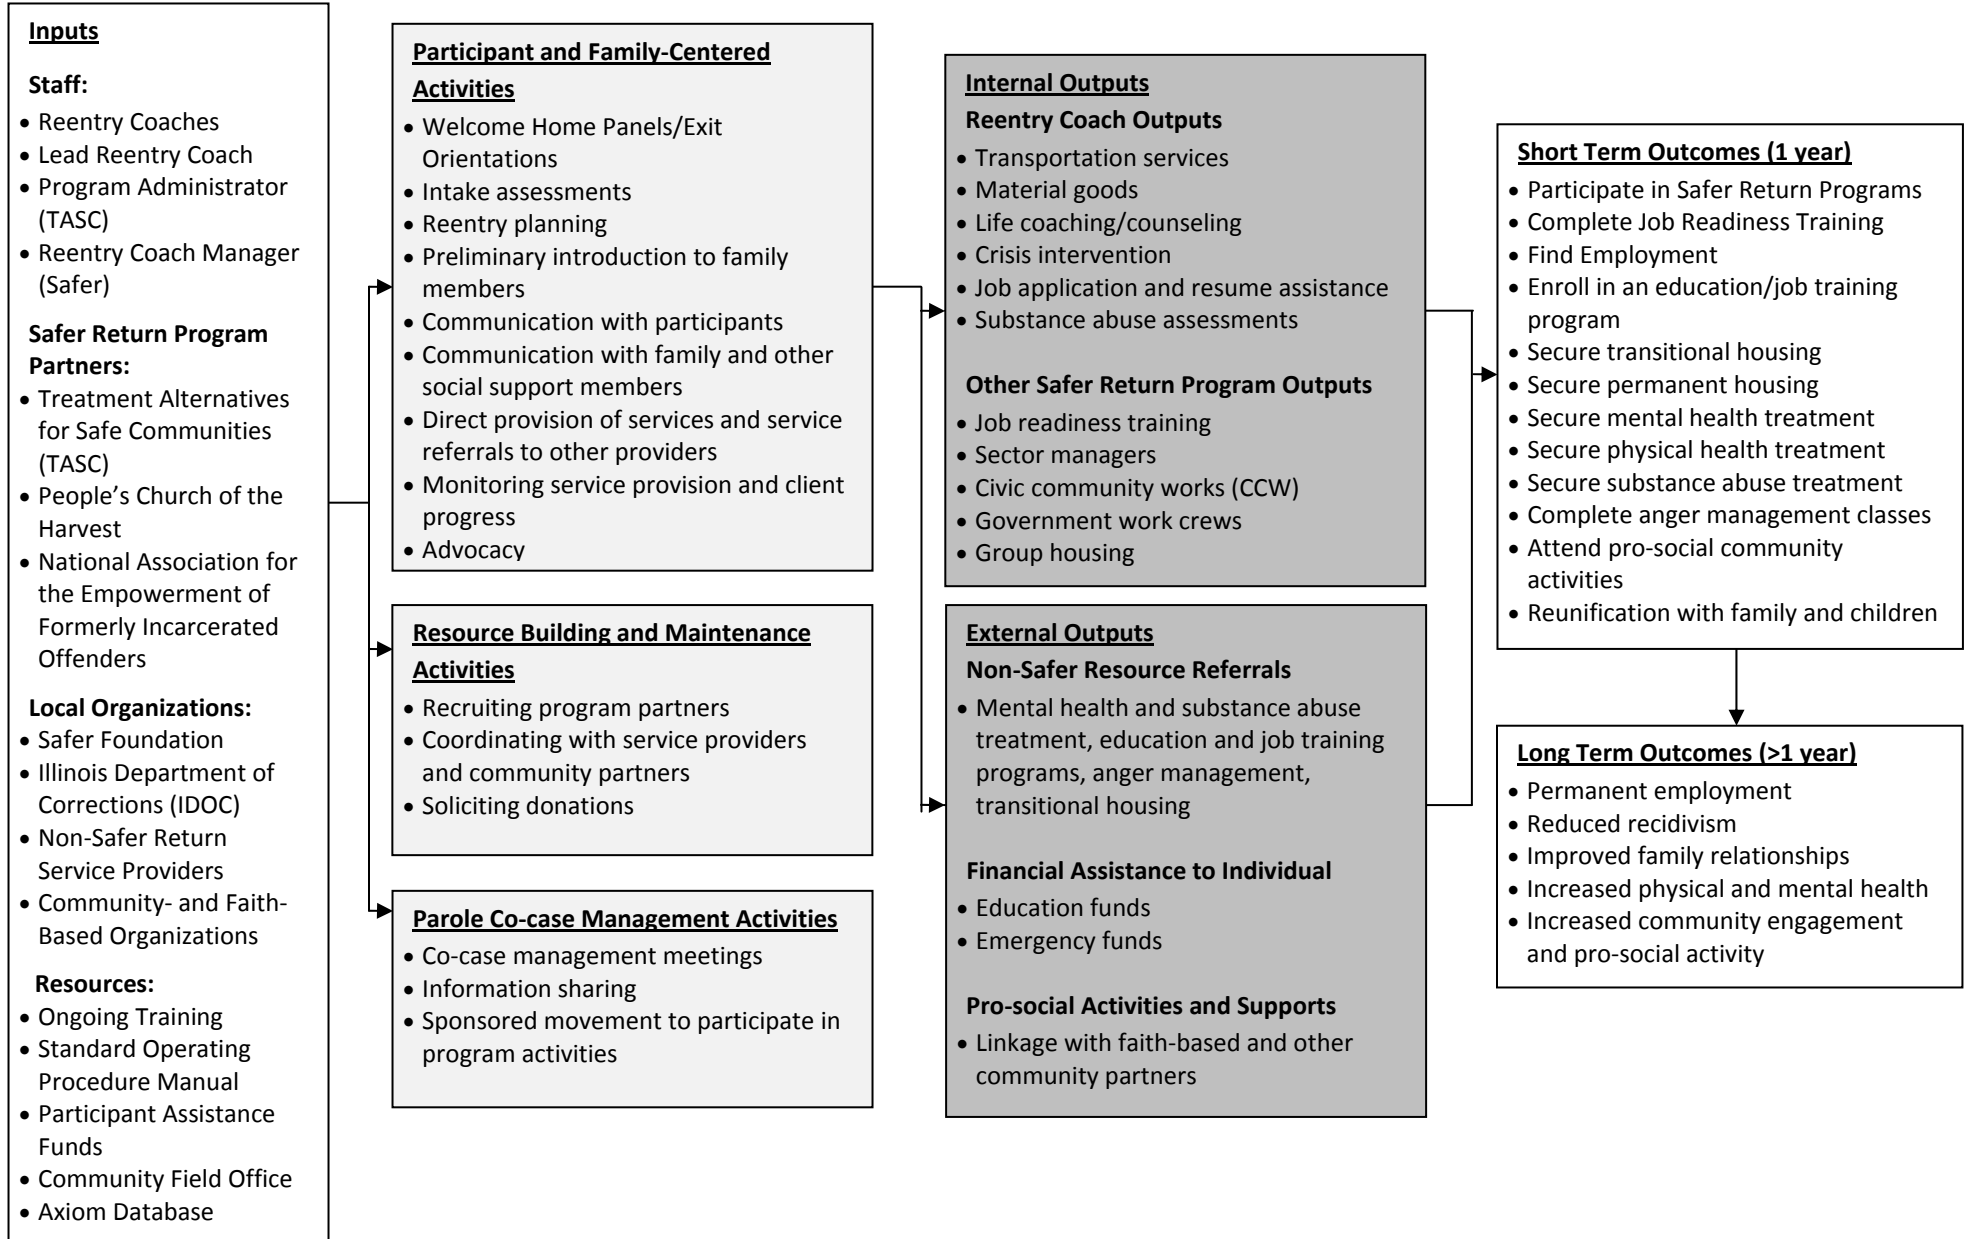 Inputs
Staff:
• Reentry Coaches
• Lead Reentry Coach
• Program Administrator
(TASC)
• Reentry Coach Manager
(Safer)
Safer Return Program
Partners:
• Treatment Alternatives
for Safe Communities
(TASC)
• People’s Church of the
Harvest
• National Association for
the Empowerment of
Formerly Incarcerated
Offenders
Local Organizations:
• Safer Foundation
• Illinois Department of
Corrections (IDOC)
• Non-Safer Return
Service Providers
• Community- and Faith-
Based Organizations
Resources:
• Ongoing Training
• Standard Operating
Procedure Manual
• Participant Assistance
Funds
• Community Field Office
• Axiom Database
Participant and Family-Centered
Activities
• Welcome Home Panels/Exit
Orientations
• Intake assessments
• Reentry planning
• Preliminary introduction to family
members
• Communication with participants
• Communication with family and other
social support members
• Direct provision of services and service
referrals to other providers
• Monitoring service provision and client
progress
• Advocacy
Resource Building and Maintenance
Activities
• Recruiting program partners
• Coordinating with service providers
and community partners
• Soliciting donations
Parole Co-case Management Activities
• Co-case management meetings
• Information sharing
• Sponsored movement to participate in
program activities
Internal Outputs
Reentry Coach Outputs
• Transportation services
• Material goods
• Life coaching/counseling
• Crisis intervention
• Job application and resume assistance
• Substance abuse assessments
Other Safer Return Program Outputs
• Job readiness training
• Sector managers
• Civic community works (CCW)
• Government work crews
• Group housing
External Outputs
Non-Safer Resource Referrals
• Mental health and substance abuse
treatment, education and job training
programs, anger management,
transitional housing
Financial Assistance to Individual
• Education funds
• Emergency funds
Pro-social Activities and Supports
• Linkage with faith-based and other
community partners
Short Term Outcomes (1 year)
• Participate in Safer Return Programs
• Complete Job Readiness Training
• Find Employment
• Enroll in an education/job training
program
• Secure transitional housing
• Secure permanent housing
• Secure mental health treatment
• Secure physical health treatment
• Secure substance abuse treatment
• Complete anger management classes
• Attend pro-social community
activities
• Reunification with family and children
Long Term Outcomes (>1 year)
• Permanent employment
• Reduced recidivism
• Improved family relationships
• Increased physical and mental health
• Increased community engagement
and pro-social activity